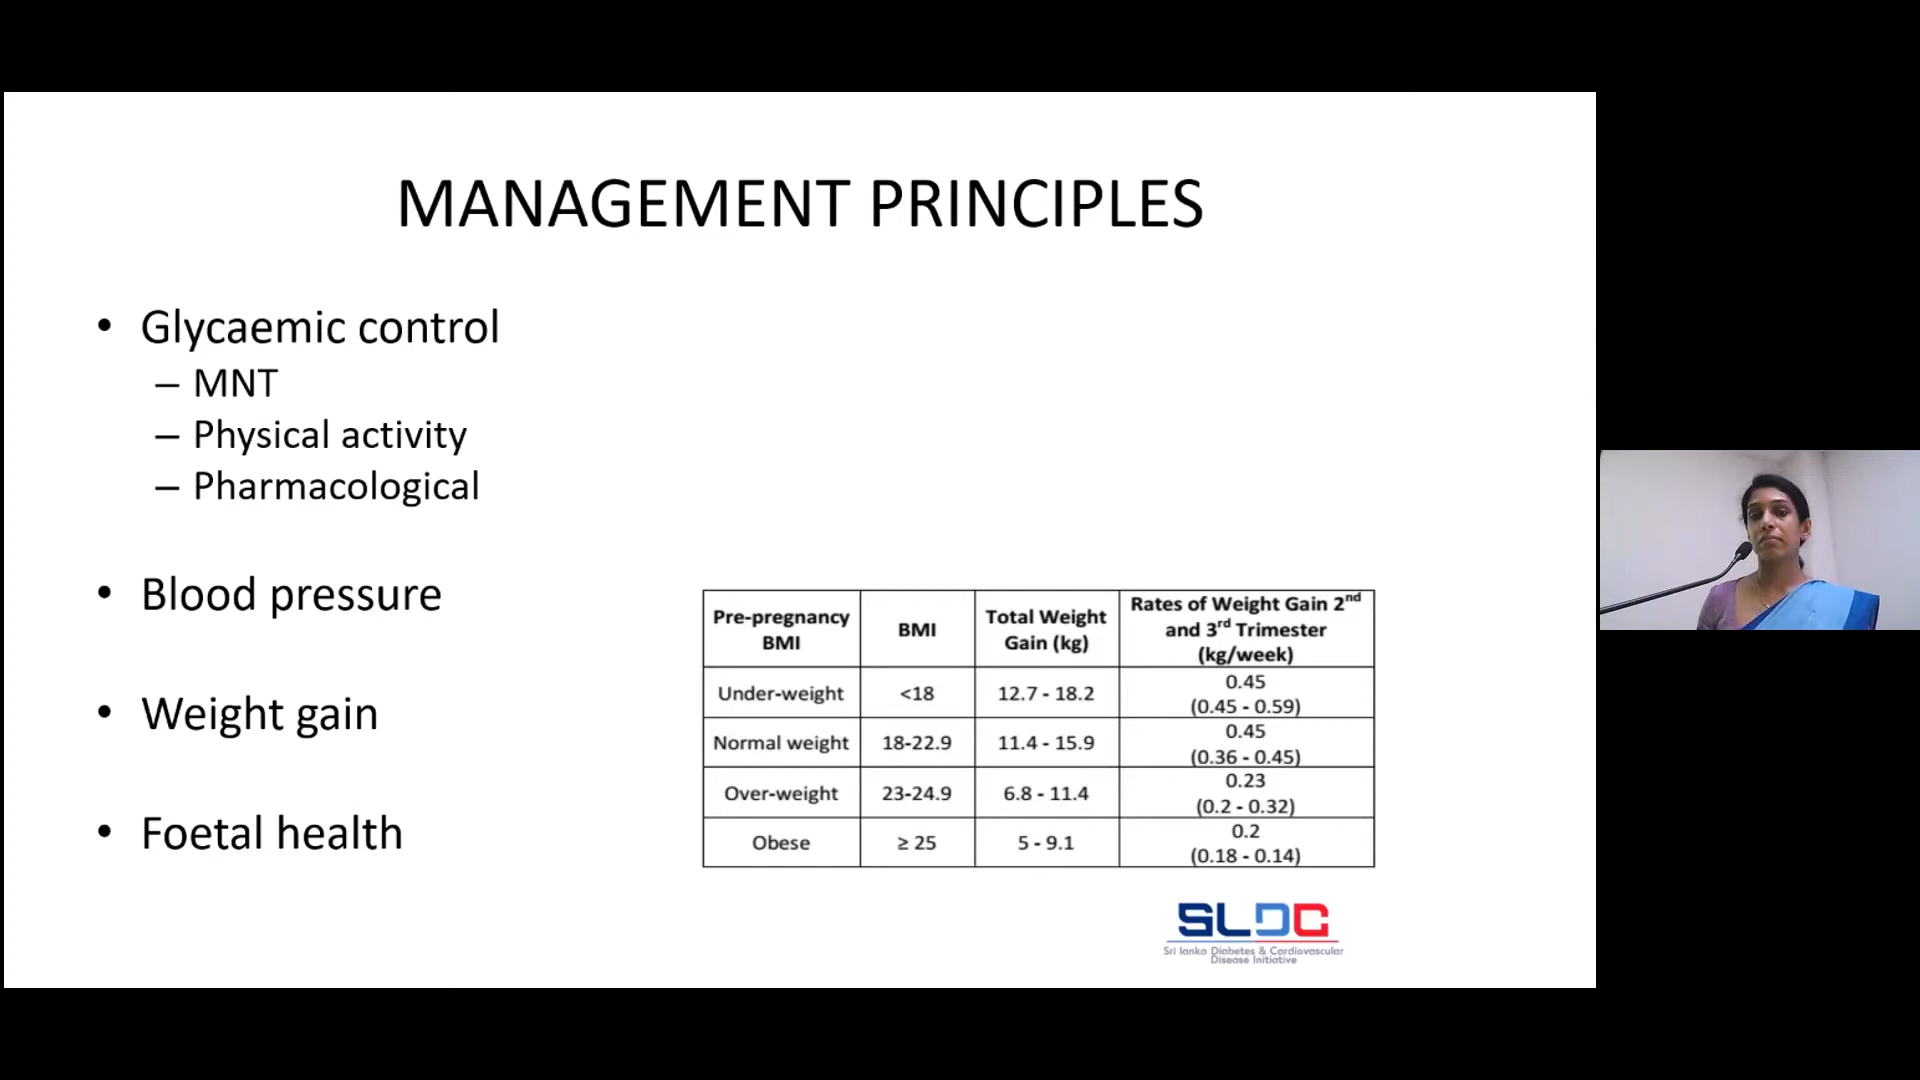 MANAGEMENT PRINCIPLES
• Glycaemic control
– MNT
– Physical activity
– Pharmacological
• Blood pressure
• Weight gain
• Foetal health
Pre-pregnancy BMI | BMI | Total Weight Gain (kg) | Rates of Weight Gain 2nd and 3rd Trimester (kg/week)
Under-weight | <18 | 12.7 - 18.2 | 0.45 (0.45 - 0.59)
Normal weight | 18-22.9 | 11.4 - 15.9 | 0.45 (0.36 - 0.45)
Over-weight | 23-24.9 | 6.8 - 11.4 | 0.23 (0.2 - 0.32)
Obese | ≥ 25 | 5 - 9.1 | 0.2 (0.18 - 0.14)
SLDC
Sri lanka Diabetes & Cardiovascular
Disease Initiative